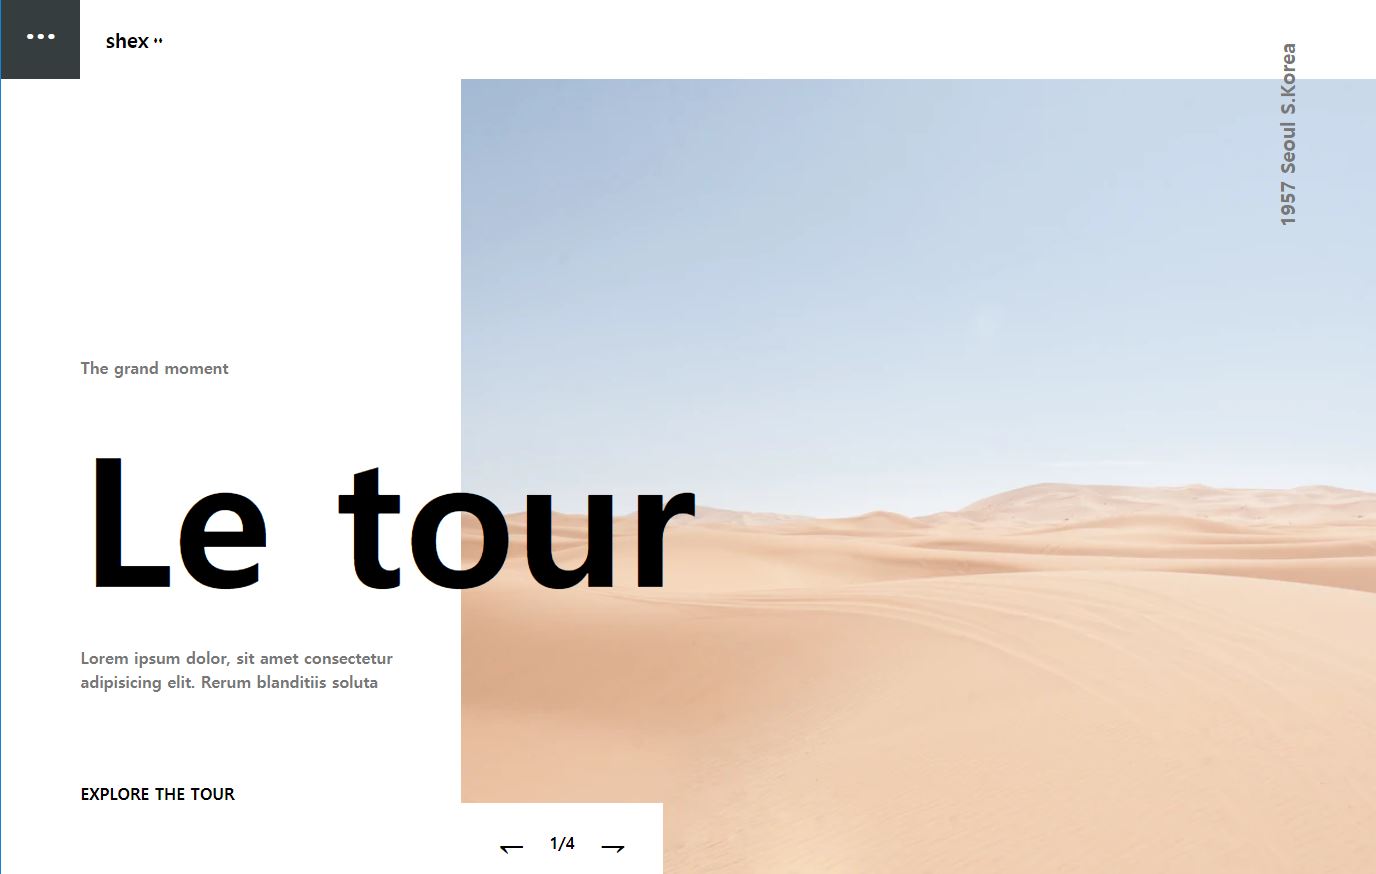 shex
1957 Seoul S.Korea
The grand moment
Le tour
Lorem ipsum dolor, sit amet consectetur
adipisicing elit. Rerum blanditiis soluta
EXPLORE THE TOUR
1/4